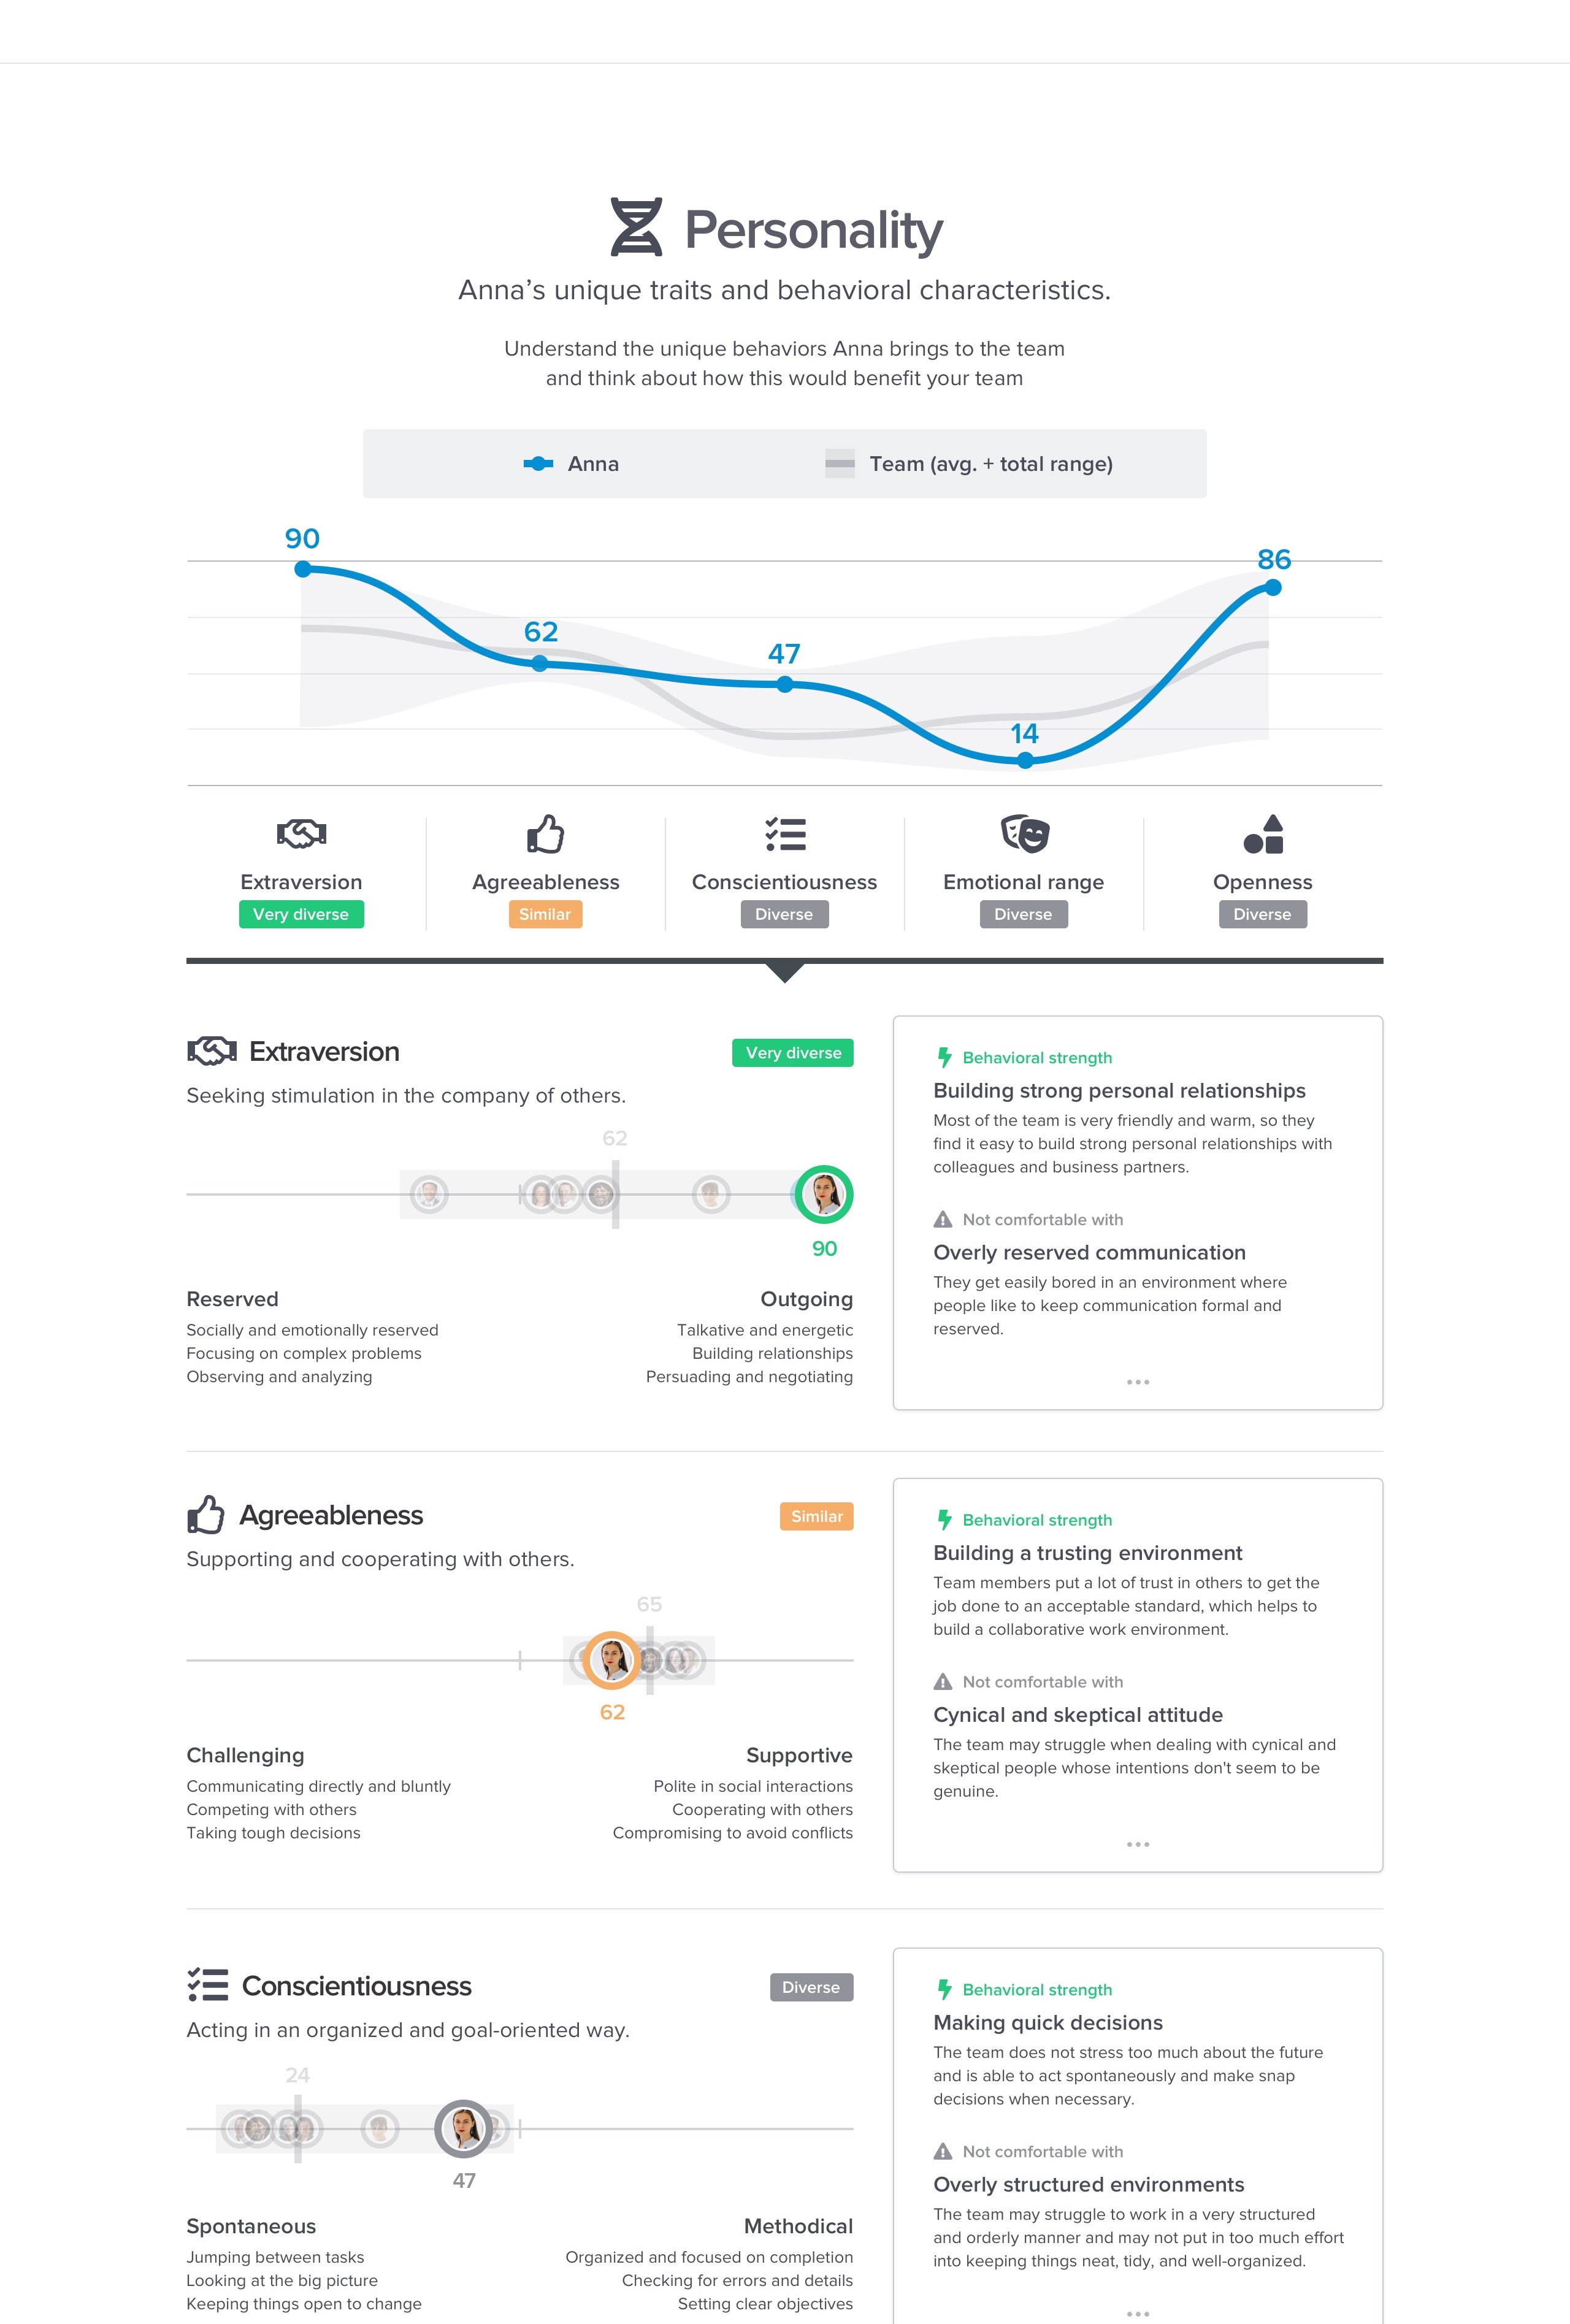 Personality
Anna’s unique traits and behavioral characteristics.
Understand the unique behaviors Anna brings to the team
and think about how this would benefit your team
Anna
Team (avg. + total range)
90
62
47
14
86
Extraversion
Very diverse
Agreeableness
Similar
Conscientiousness
Diverse
Emotional range
Diverse
Openness
Diverse
Extraversion
Very diverse
Seeking stimulation in the company of others.
62
90
Reserved
Socially and emotionally reserved
Focusing on complex problems
Observing and analyzing
Outgoing
Talkative and energetic
Building relationships
Persuading and negotiating
Behavioral strength
Building strong personal relationships
Most of the team is very friendly and warm, so they
find it easy to build strong personal relationships with
colleagues and business partners.
Not comfortable with
Overly reserved communication
They get easily bored in an environment where
people like to keep communication formal and
reserved.
Agreeableness
Similar
Supporting and cooperating with others.
65
62
Challenging
Communicating directly and bluntly
Competing with others
Taking tough decisions
Supportive
Polite in social interactions
Cooperating with others
Compromising to avoid conflicts
Behavioral strength
Building a trusting environment
Team members put a lot of trust in others to get the
job done to an acceptable standard, which helps to
build a collaborative work environment.
Not comfortable with
Cynical and skeptical attitude
The team may struggle when dealing with cynical and
skeptical people whose intentions don't seem to be
genuine.
Conscientiousness
Diverse
Acting in an organized and goal-oriented way.
24
47
Spontaneous
Jumping between tasks
Looking at the big picture
Keeping things open to change
Methodical
Organized and focused on completion
Checking for errors and details
Setting clear objectives
Behavioral strength
Making quick decisions
The team does not stress too much about the future
and is able to act spontaneously and make snap
decisions when necessary.
Not comfortable with
Overly structured environments
The team may struggle to work in a very structured
and orderly manner and may not put in too much effort
into keeping things neat, tidy, and well-organized.